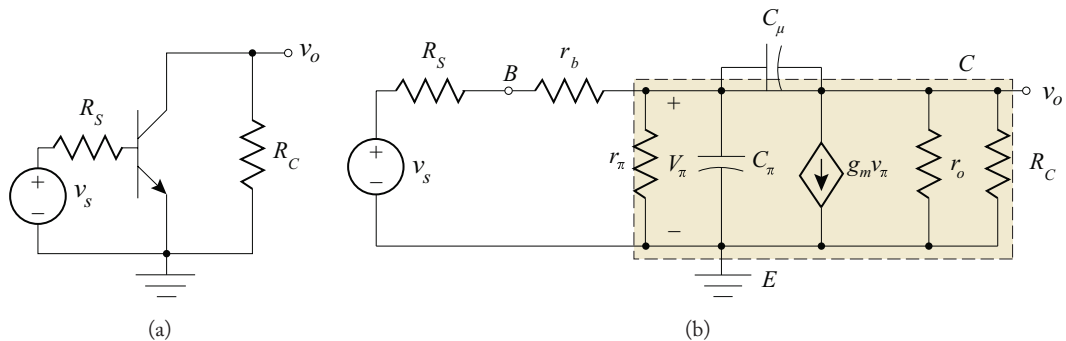 v_o
R_S
R_C
+
v_s
−
(a)
C_μ
R_S
B
r_b
C
v_o
+
r_π
V_π
C_π
g_m v_π
r_o
R_C
+
v_s
−
−
E
(b)